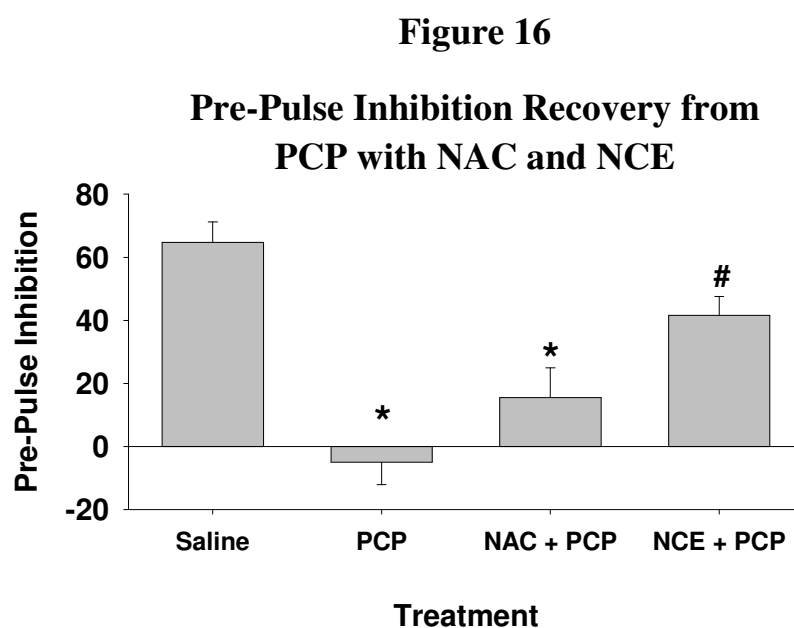 Figure 16
Pre-Pulse Inhibition Recovery from
PCP with NAC and NCE
Pre-Pulse Inhibition
80
60
40
20
0
-20
*
*
#
Saline PCP NAC + PCP NCE + PCP
Treatment